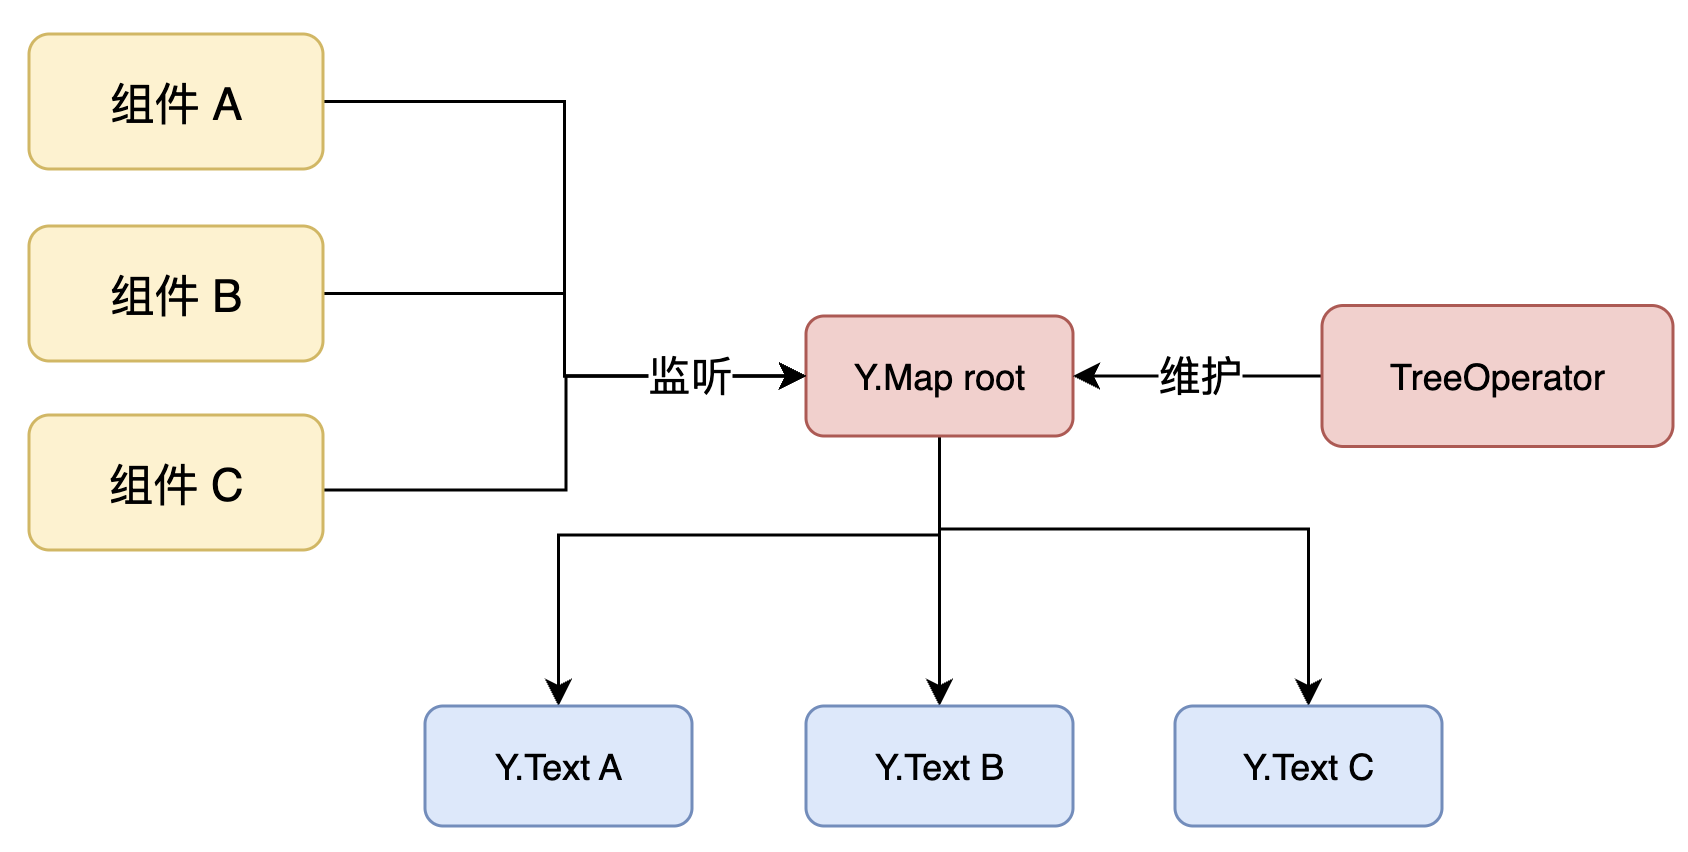 组件 A
组件 B
组件 C
监听
Y.Map root
维护
TreeOperator
Y.Text A
Y.Text B
Y.Text C